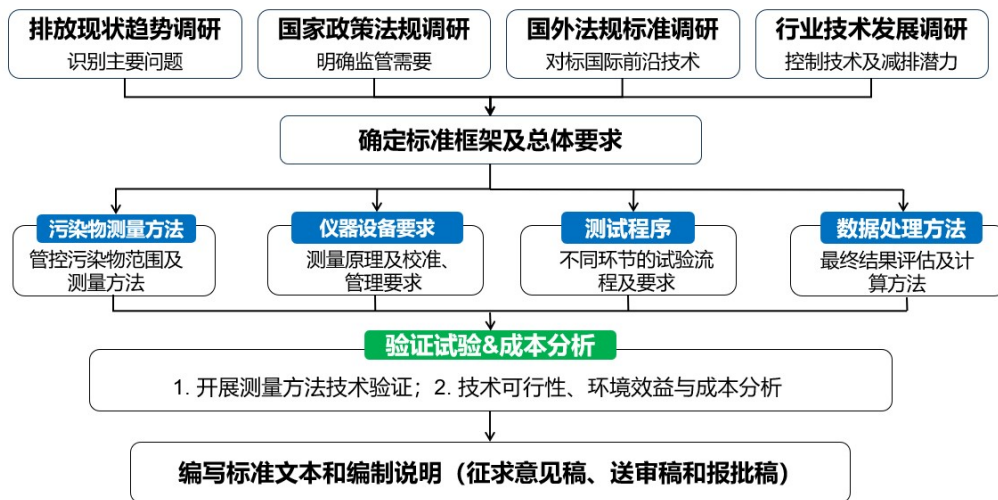 排放现状趋势调研
识别主要问题
国家政策法规调研
明确监管需要
国外法规标准调研
对标国际前沿技术
行业技术发展调研
控制技术及减排潜力
确定标准框架及总体要求
污染物测量方法
管控污染物范围及
测量方法
仪器设备要求
测量原理及校准、
管理要求
测试程序
不同环节的试验流
程及要求
数据处理方法
最终结果评估及计
算方法
验证试验&成本分析
1. 开展测量方法技术验证；2. 技术可行性、环境效益与成本分析
编写标准文本和编制说明（征求意见稿、送审稿和报批稿）